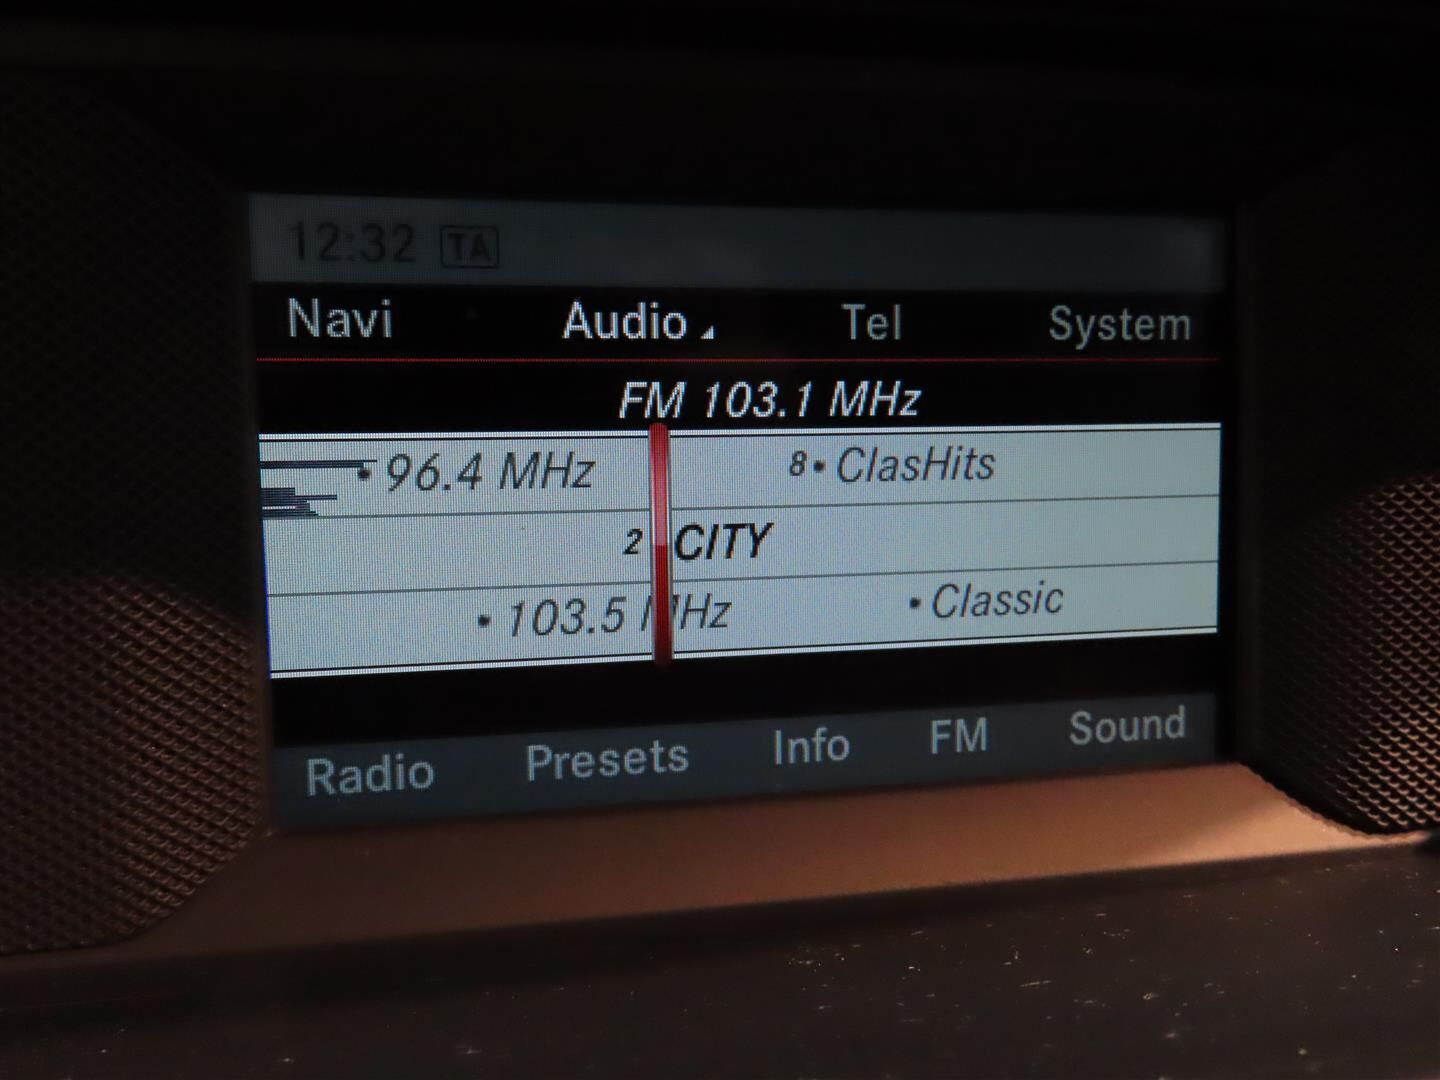 12:32 TA
Navi Audio Tel System
FM 103.1 MHz
• 96.4 MHz 8• ClasHits
2 CITY
• 103.5 MHz • Classic
Radio Presets Info FM Sound